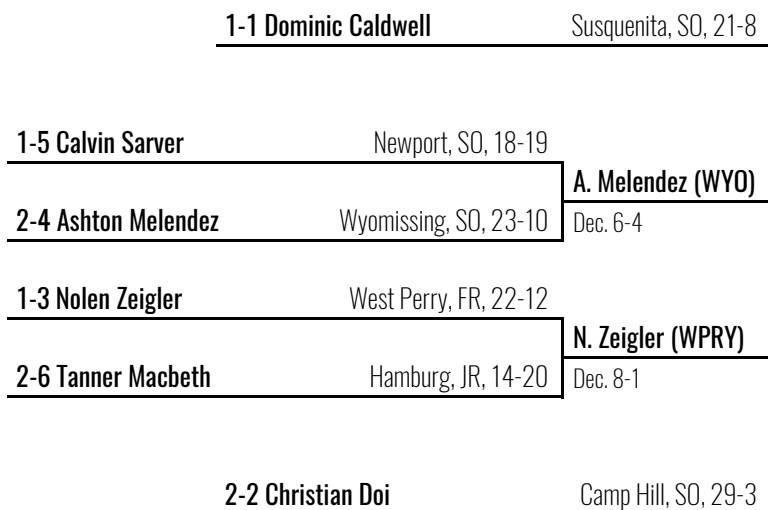 1-1 Dominic Caldwell Susquenita, SO, 21-8
1-5 Calvin Sarver Newport, SO, 18-19
A. Melendez (WYO)
2-4 Ashton Melendez Wyomissing, SO, 23-10 Dec. 6-4
1-3 Nolen Zeigler West Perry, FR, 22-12
N. Zeigler (WPRY)
2-6 Tanner Macbeth Hamburg, JR, 14-20 Dec. 8-1
2-2 Christian Doi Camp Hill, SO, 29-3